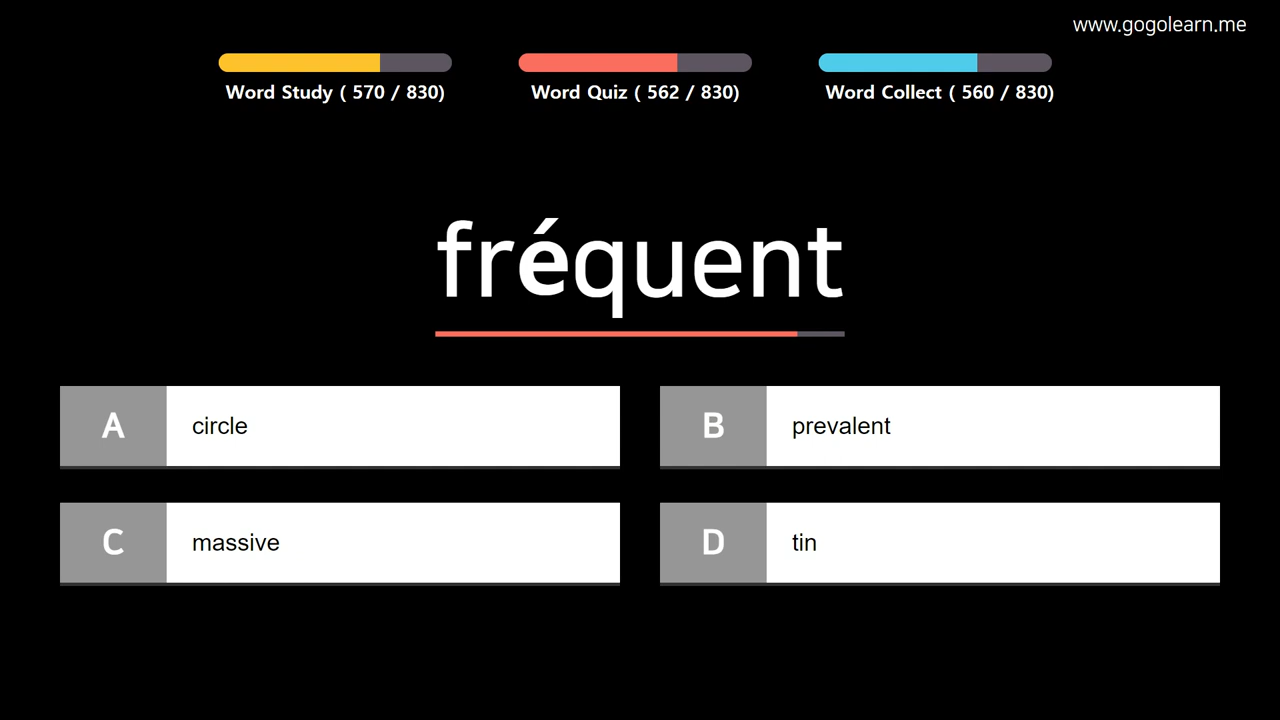 www.gogolearn.me
Word Study ( 570 / 830)
Word Quiz ( 562 / 830)
Word Collect ( 560 / 830)
fréquent
A circle
B prevalent
C massive
D tin